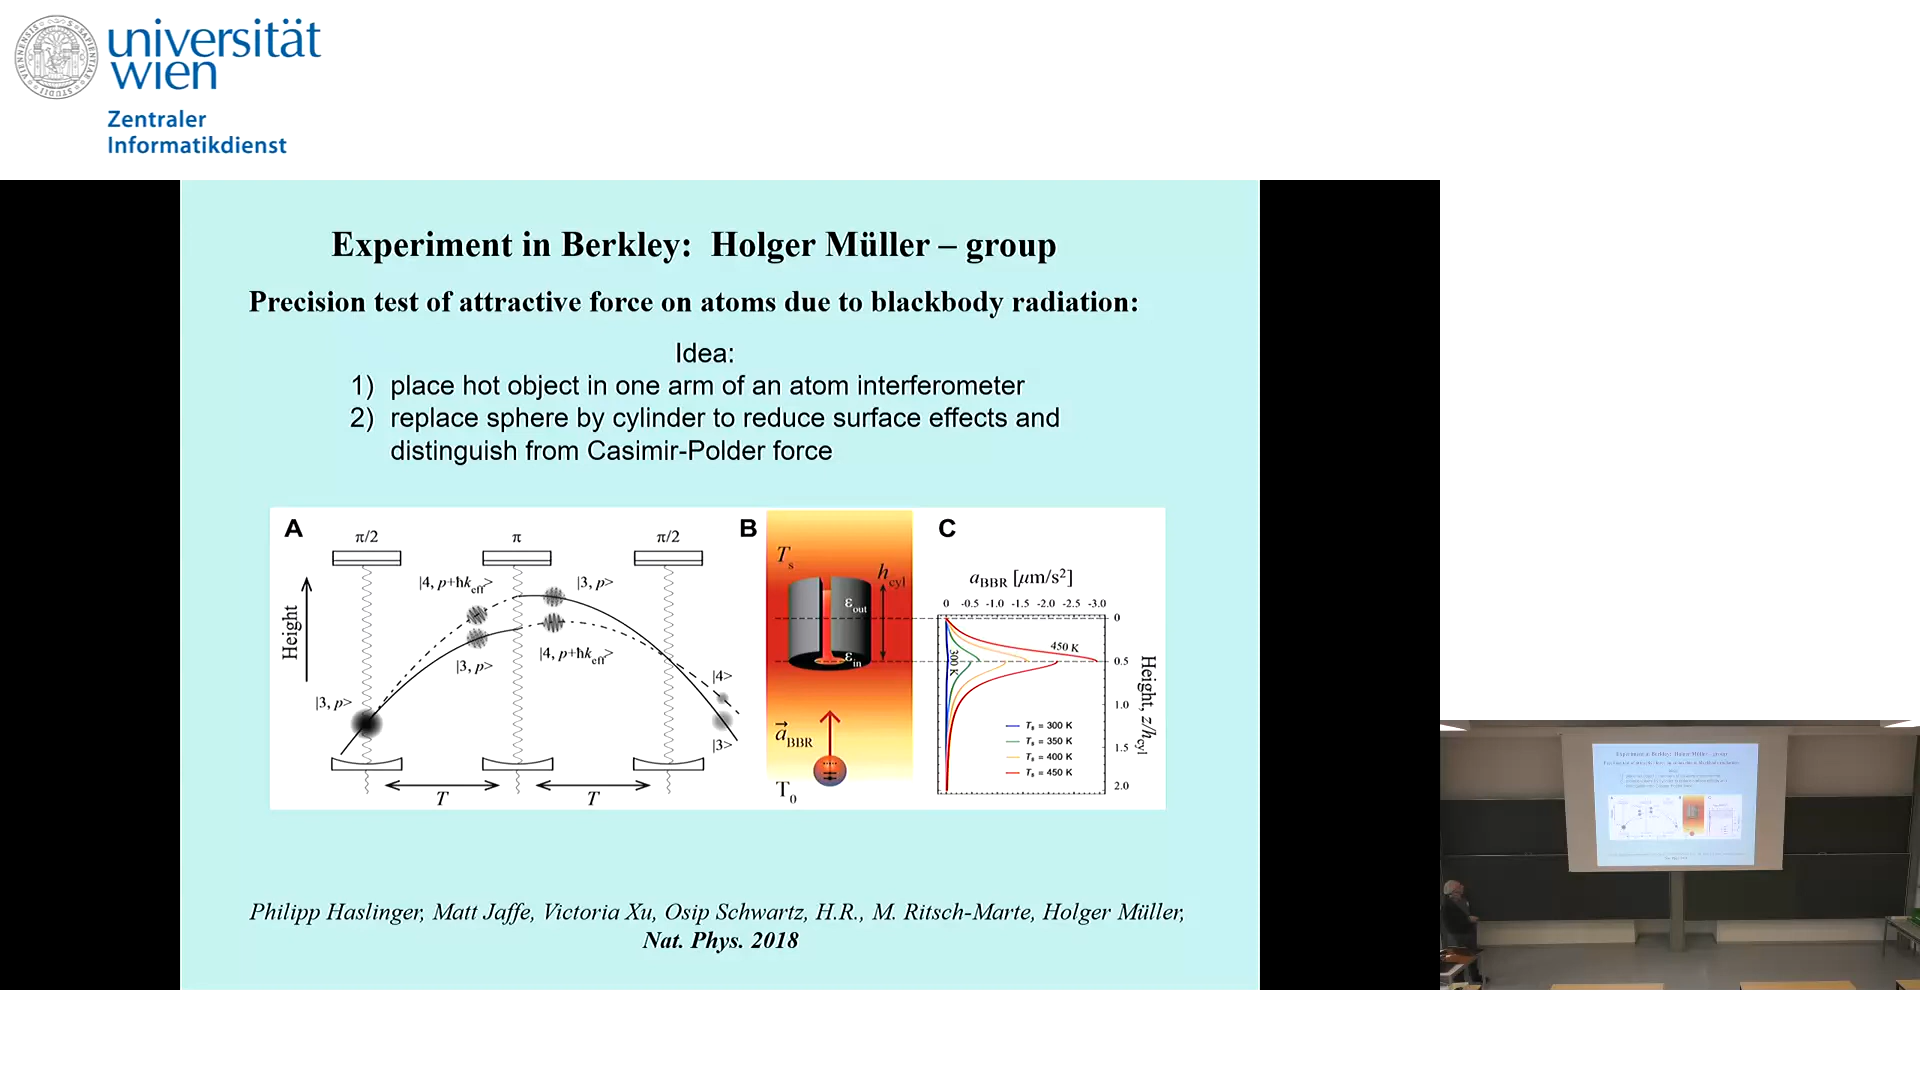 universität
wien
Zentraler
Informatikdienst
Experiment in Berkley: Holger Müller – group
Precision test of attractive force on atoms due to blackbody radiation:
Idea:
1) place hot object in one arm of an atom interferometer
2) replace sphere by cylinder to reduce surface effects and
distinguish from Casimir-Polder force
A
π/2
π
π/2
Height
|4, p+ħk_eff>
|3, p>
|3, p>
|4, p+ħk_eff>
|3, p>
|4>
|3>
T
T
B
T_s
h_cyl
ε_out
ε_in
a⃗_BBR
T_0
C
a_BBR [μm/s²]
0 -0.5 -1.0 -1.5 -2.0 -2.5 -3.0
0
450 K
300 K
0.5
1.0
1.5
2.0
Height, z/h_cyl
T_s = 300 K
T_s = 350 K
T_s = 400 K
T_s = 450 K
Philipp Haslinger, Matt Jaffe, Victoria Xu, Osip Schwartz, H.R., M. Ritsch-Marte, Holger Müller,
Nat. Phys. 2018